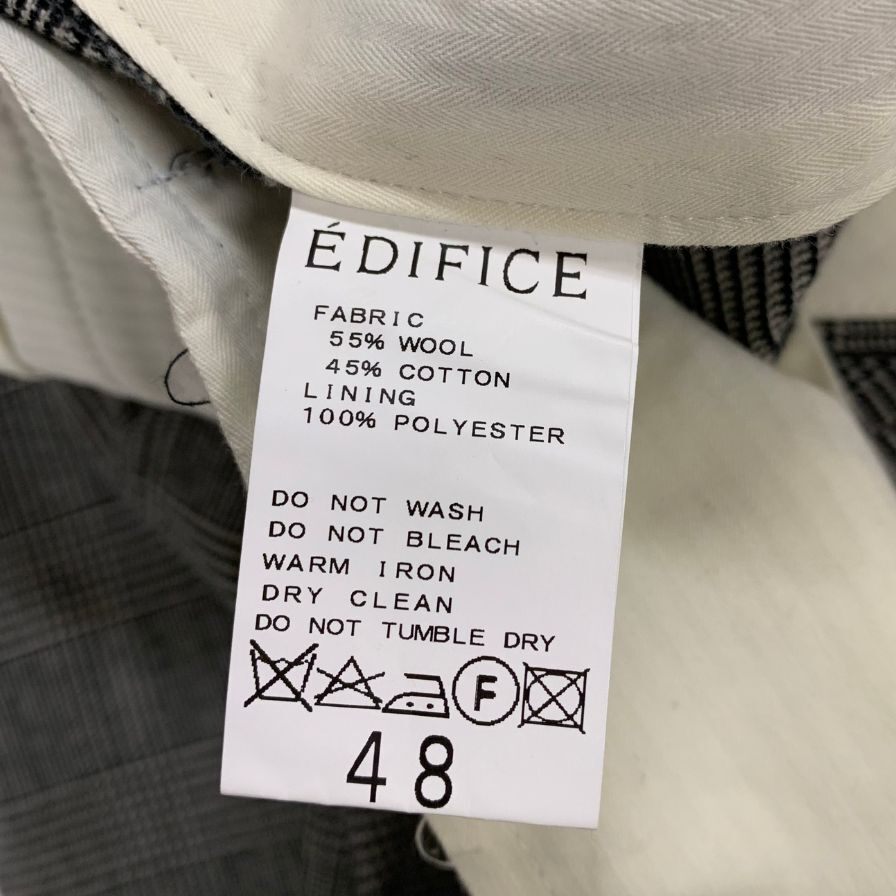 ÉDIFICE
FABRIC
55% WOOL
45% COTTON
LINING
100% POLYESTER
DO NOT WASH
DO NOT BLEACH
WARM IRON
DRY CLEAN
DO NOT TUMBLE DRY
F
48